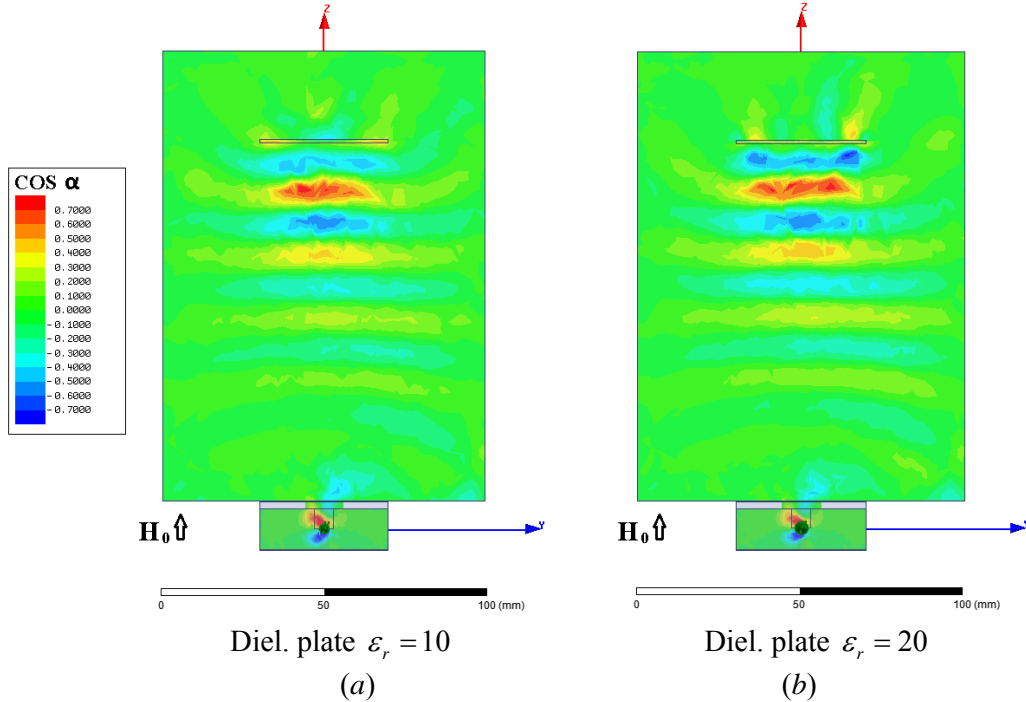 Z
Z
COS α
0.7000
0.6000
0.5000
0.4000
0.3000
0.2000
0.1000
0.0000
-0.1000
-0.2000
-0.3000
-0.4000
-0.5000
-0.6000
-0.7000
H₀ ⇧
Y
H₀ ⇧
0 50 100 (mm)
0 50 100 (mm)
Diel. plate εᵣ = 10
Diel. plate εᵣ = 20
(a)
(b)